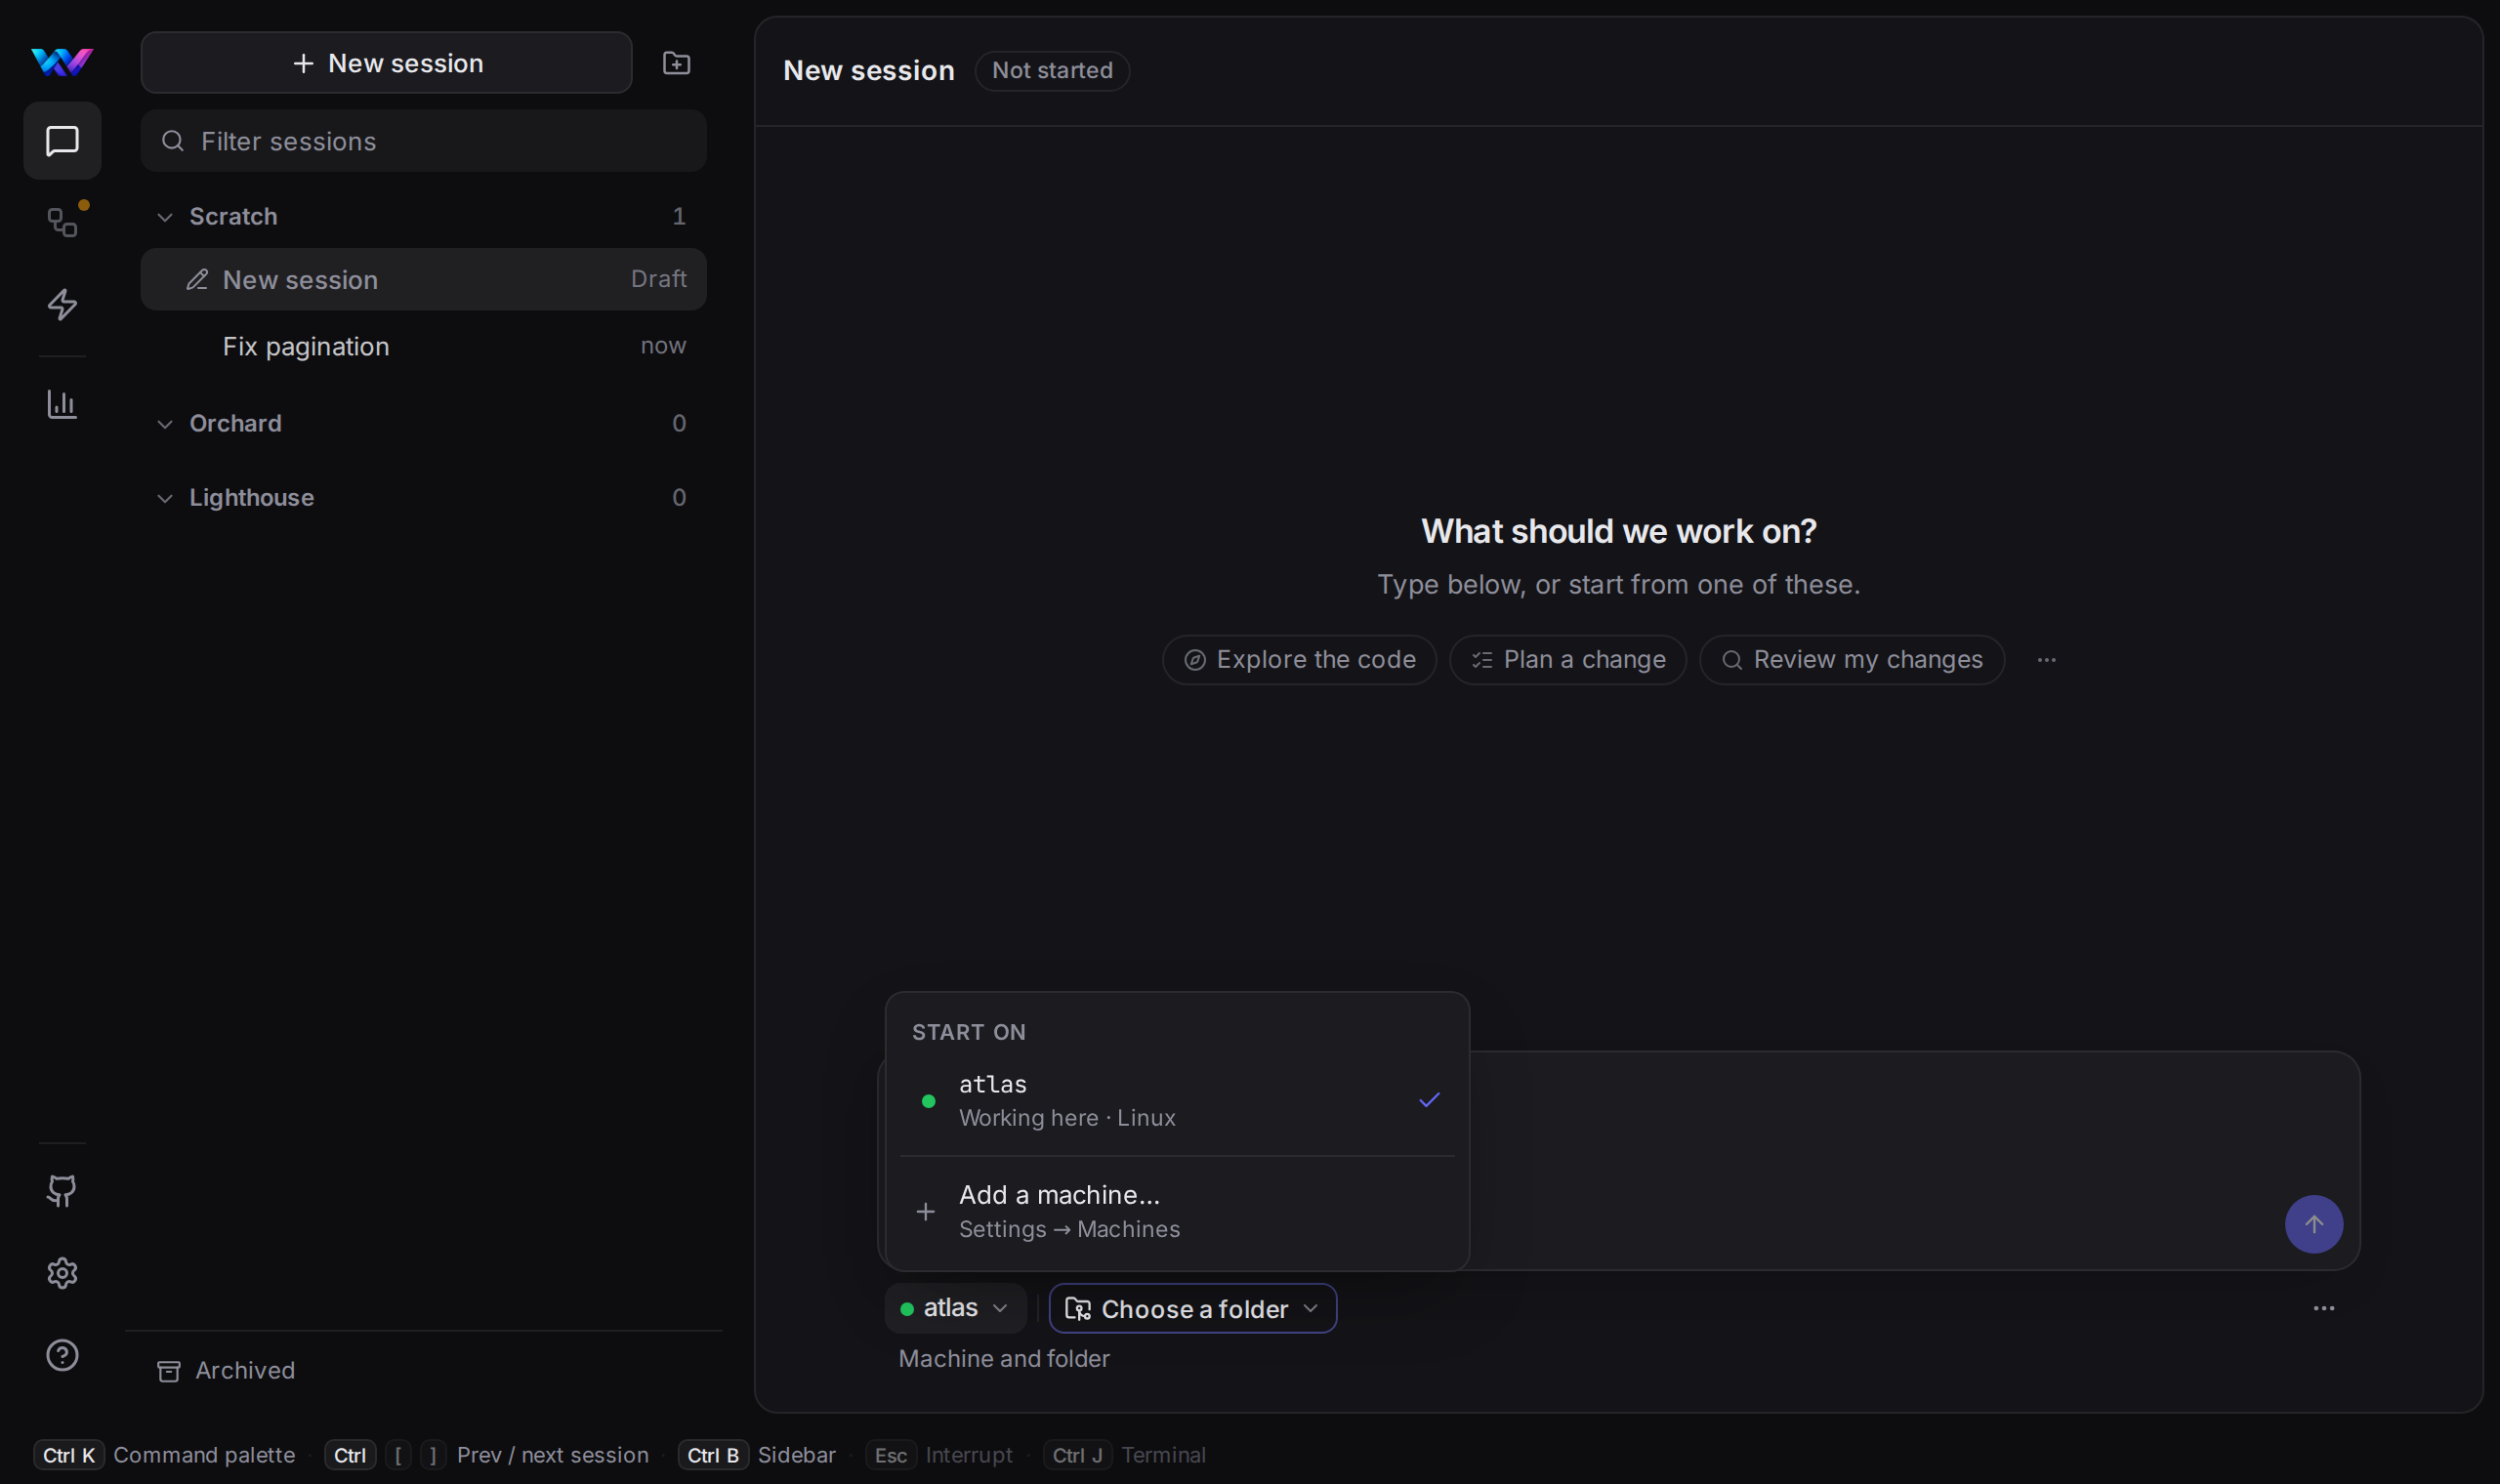 New session
Filter sessions
Scratch 1
New session Draft
Fix pagination now
Orchard 0
Lighthouse 0
Archived
New session Not started
What should we work on?
Type below, or start from one of these.
Explore the code Plan a change Review my changes
START ON
atlas
Working here · Linux
Add a machine...
Settings → Machines
atlas Choose a folder
Machine and folder
Ctrl K Command palette · Ctrl [ ] Prev / next session · Ctrl B Sidebar · Esc Interrupt · Ctrl J Terminal